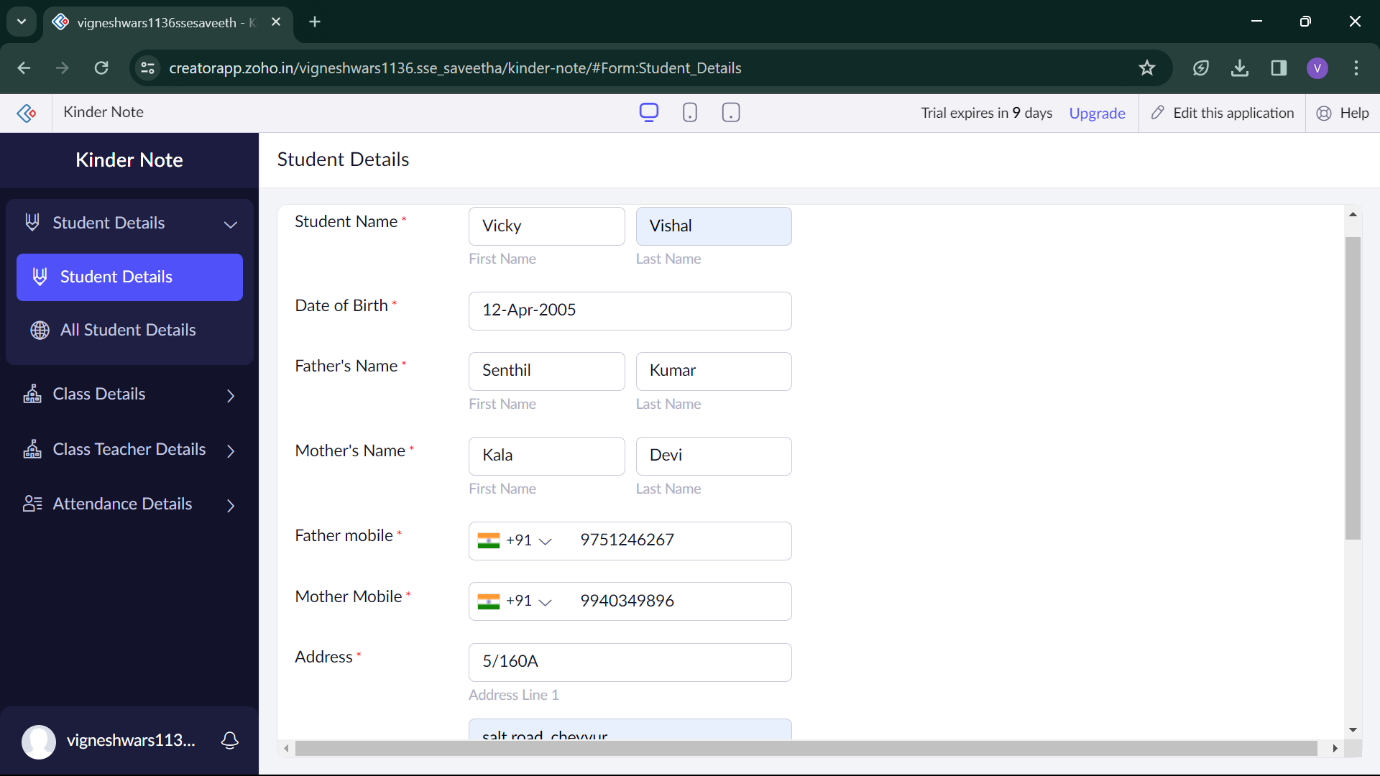 vigneshwars1136ssesaveeth - K
creatorapp.zoho.in/vigneshwars1136.sse_saveetha/kinder-note/#Form:Student_Details
V
Kinder Note
Trial expires in 9 days Upgrade Edit this application Help
Kinder Note
Student Details
Student Details
All Student Details
Class Details
Class Teacher Details
Attendance Details
vigneshwars113...
Student Details
Student Name * Vicky Vishal
First Name Last Name
Date of Birth * 12-Apr-2005
Father's Name * Senthil Kumar
First Name Last Name
Mother's Name * Kala Devi
First Name Last Name
Father mobile * +91 9751246267
Mother Mobile * +91 9940349896
Address * 5/160A
Address Line 1
salt road, cheyyur